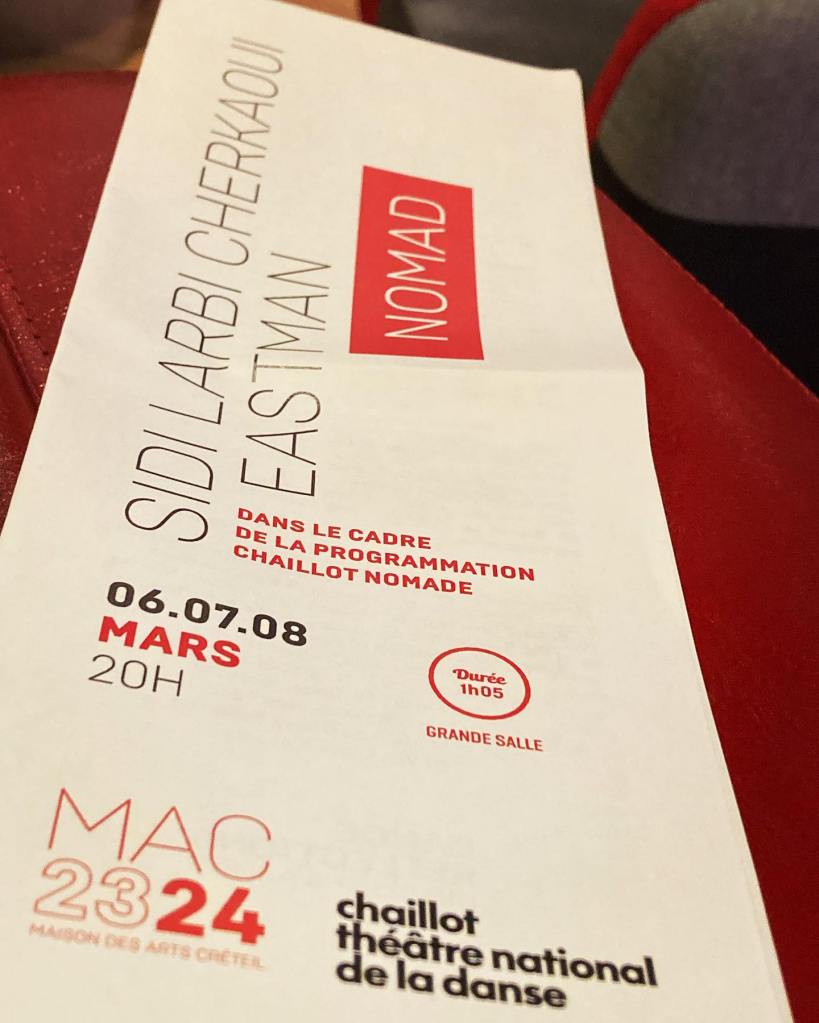 SIDI LARBI CHERKAOUI
EASTMAN
NOMAD
DANS LE CADRE
DE LA PROGRAMMATION
CHAILLOT NOMADE
06.07.08
MARS
20H
Durée
1h05
GRANDE SALLE
MAC
2324
MAISON DES ARTS CRÉTEIL
chaillot
théâtre national
de la danse